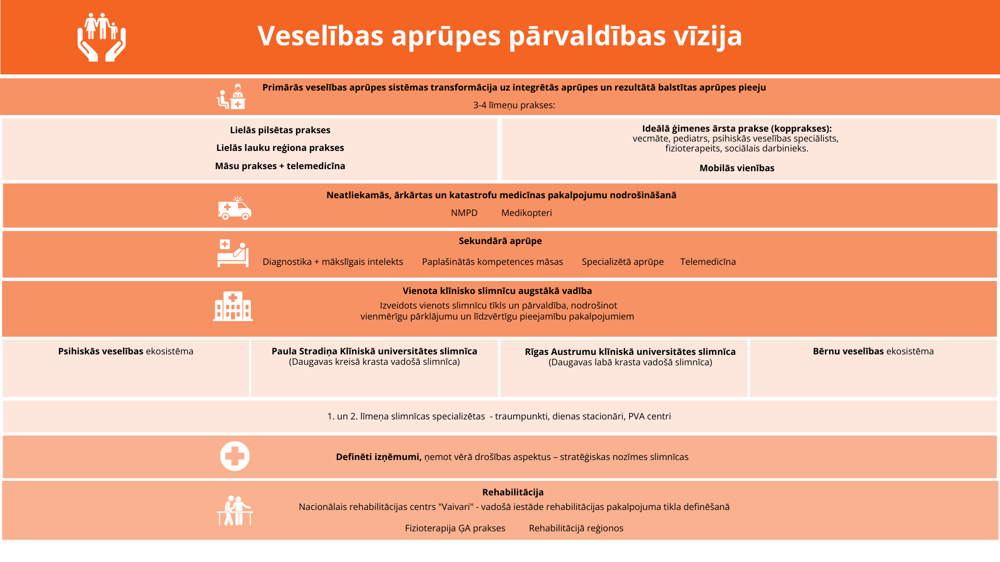 Veselības aprūpes pārvaldības vīzija
Primārās veselības aprūpes sistēmas transformācija uz integrētās aprūpes un rezultātā balstītas aprūpes pieeju
3-4 līmeņu prakses:
Lielās pilsētas prakses
Lielās lauku reģiona prakses
Māsu prakses + telemedicīna
Ideālā ģimenes ārsta prakse (kopprakses):
vecmāte, pediatrs, psihiskās veselības speciālists,
fizioterapeits, sociālais darbinieks.
Mobilās vienības
Neatliekamās, ārkārtas un katastrofu medicīnas pakalpojumu nodrošināšanā
NMPD Medikopteri
Sekundārā aprūpe
Diagnostika + mākslīgais intelekts Paplašinātās kompetences māsas Specializētā aprūpe Telemedicīna
Vienota klīnisko slimnīcu augstākā vadība
Izveidots vienots slimnīcu tīkls un pārvaldība, nodrošinot
vienmērīgu pārklājumu un līdzvērtīgu pieejamību pakalpojumiem
Psihiskās veselības ekosistēma
Paula Stradiņa Klīniskā universitātes slimnīca
(Daugavas kreisā krasta vadošā slimnīca)
Rīgas Austrumu klīniskā universitātes slimnīca
(Daugavas labā krasta vadošā slimnīca)
Bērnu veselības ekosistēma
1. un 2. līmeņa slimnīcas specializētas - traumpunkti, dienas stacionāri, PVA centri
Definēti izņēmumi, ņemot vērā drošības aspektus – stratēģiskas nozīmes slimnīcas
Rehabilitācija
Nacionālais rehabilitācijas centrs "Vaivari" - vadošā iestāde rehabilitācijas pakalpojuma tikla definēšanā
Fizioterapija ĢA prakses Rehabilitācijā reģionos